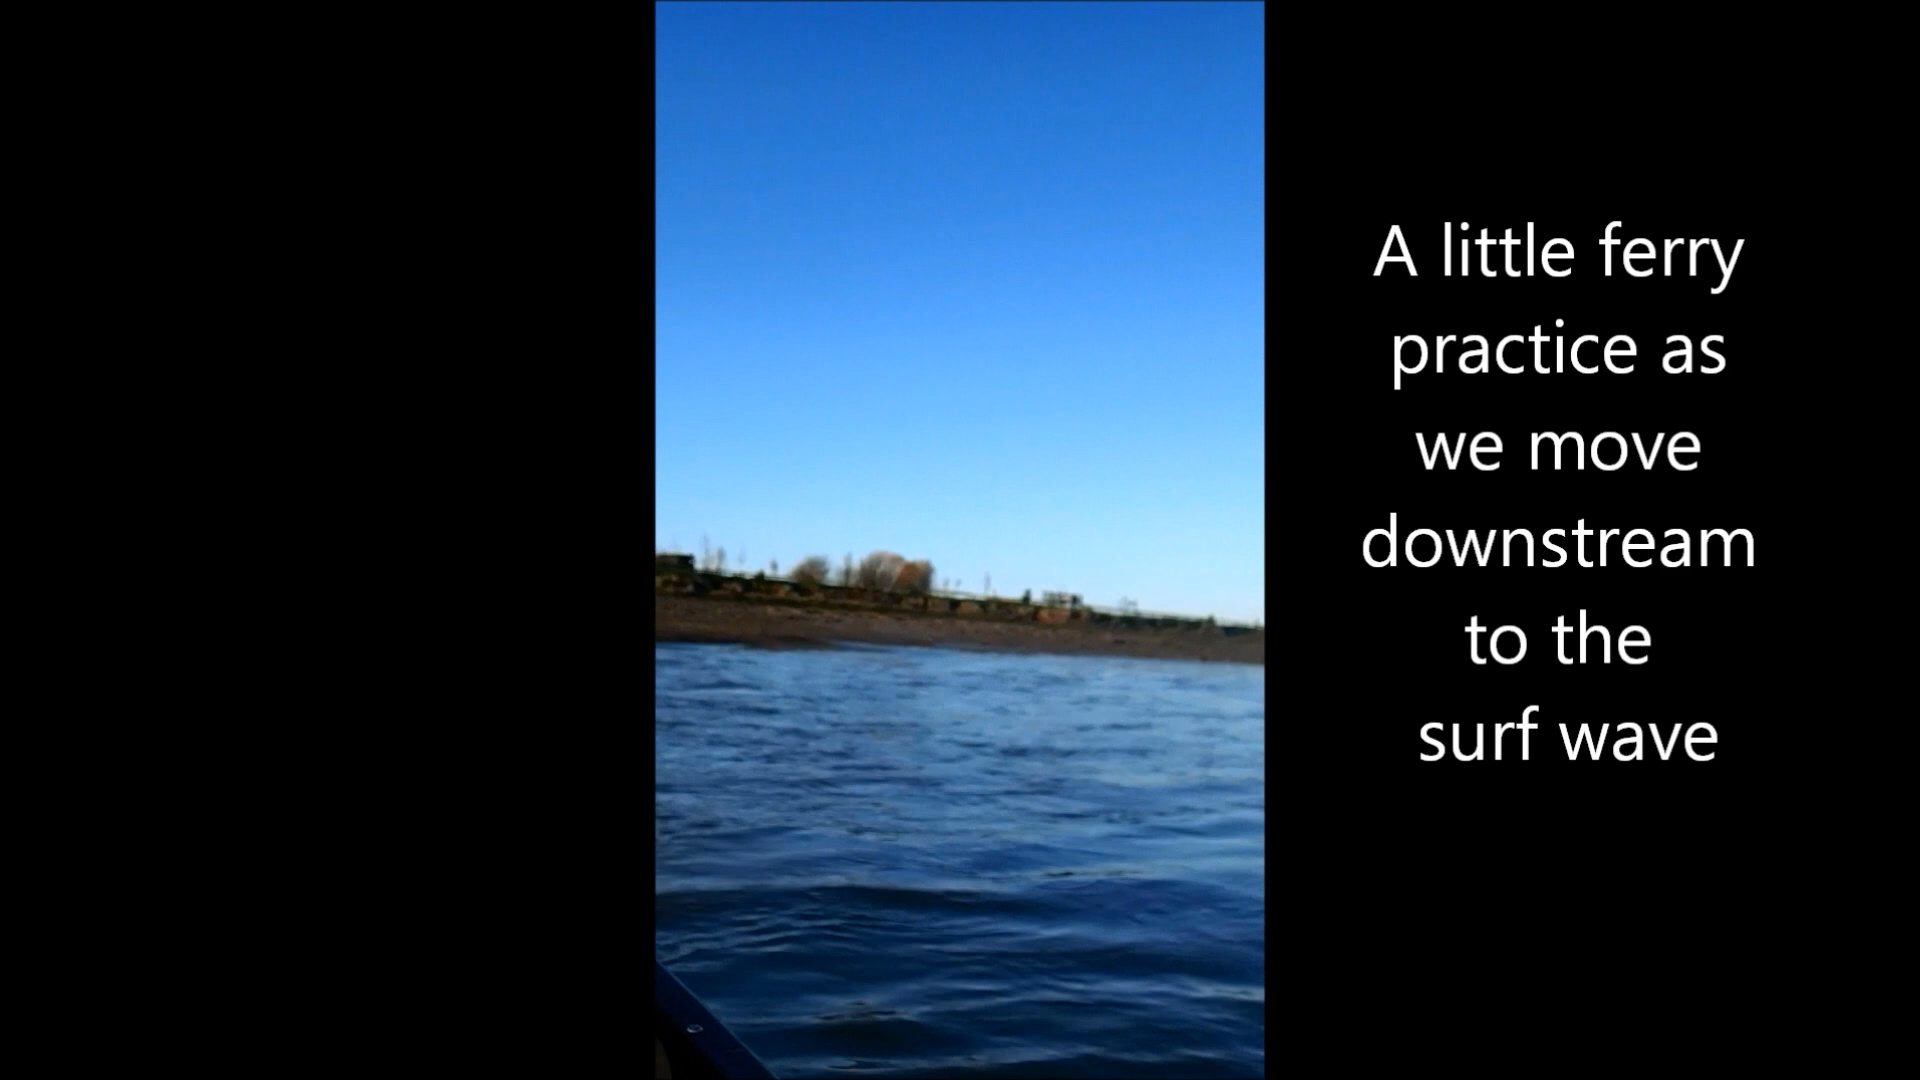 A little ferry
practice as
we move
downstream
to the
surf wave